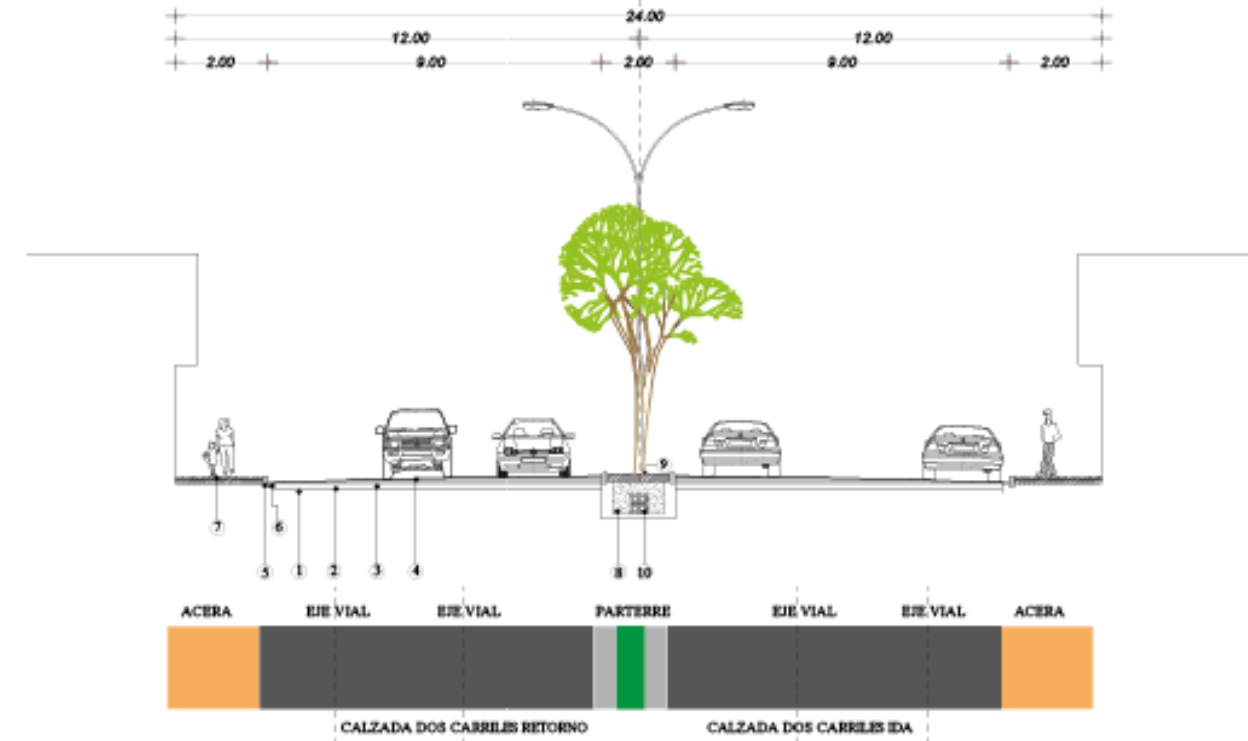 24.00
12.00 12.00
2.00 9.00 2.00 9.00 2.00
9
7 6
5 1 2 3 4 8 10
ACERA EJE VIAL EJE VIAL PARTERRE EJE VIAL EJE VIAL ACERA
CALZADA DOS CARRILES RETORNO CALZADA DOS CARRILES IDA